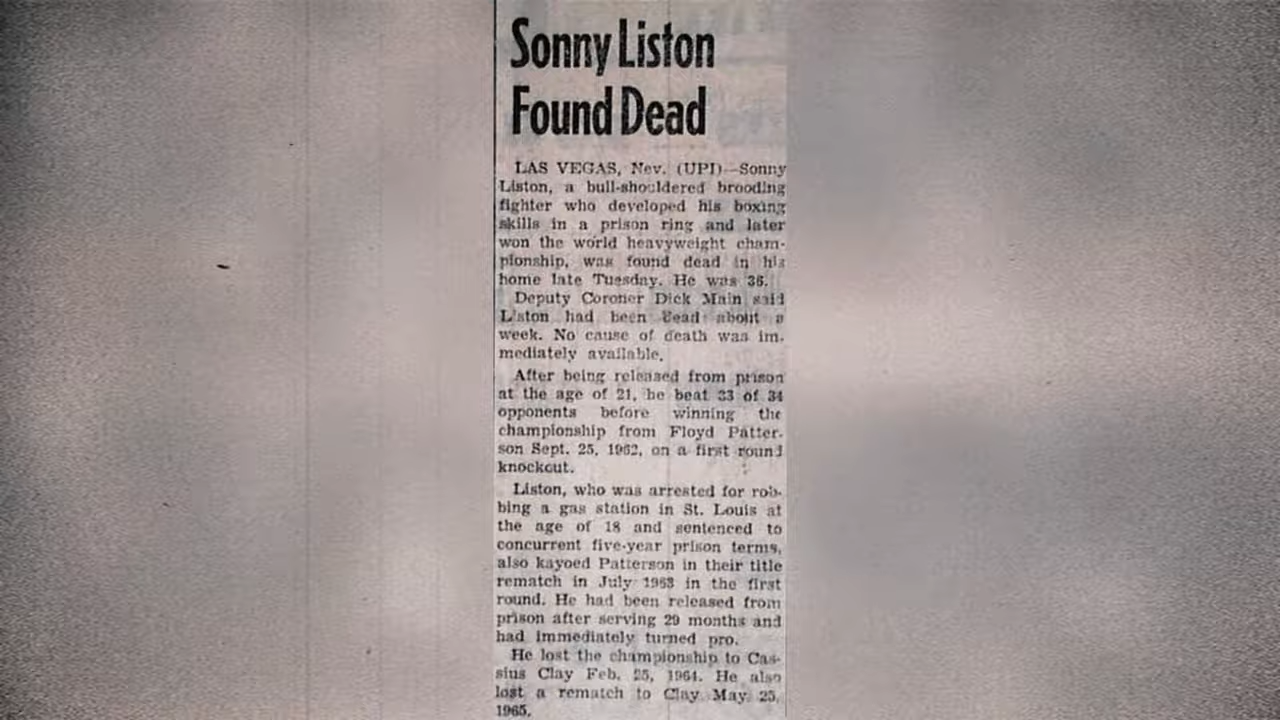 Sonny Liston
Found Dead
LAS VEGAS, Nev. (UPI)—Sonny
Liston, a bull-shouldered brooding
fighter who developed his boxing
skills in a prison ring and later
won the world heavyweight cham-
pionship, was found dead in his
home late Tuesday. He was 36.
Deputy Coroner Dick Main said
Liston had been dead about a
week. No cause of death was im-
mediately available.
After being released from prison
at the age of 21, he beat 33 of 34
opponents before winning the
championship from Floyd Patter-
son Sept. 25, 1962, on a first round
knockout.
Liston, who was arrested for rob-
bing a gas station in St. Louis at
the age of 18 and sentenced to
concurrent five-year prison terms,
also kayoed Patterson in their title
rematch in July 1963 in the first
round. He had been released from
prison after serving 29 months and
had immediately turned pro.
He lost the championship to Cas-
sius Clay Feb. 25, 1964. He also
lost a rematch to Clay May 25,
1965.